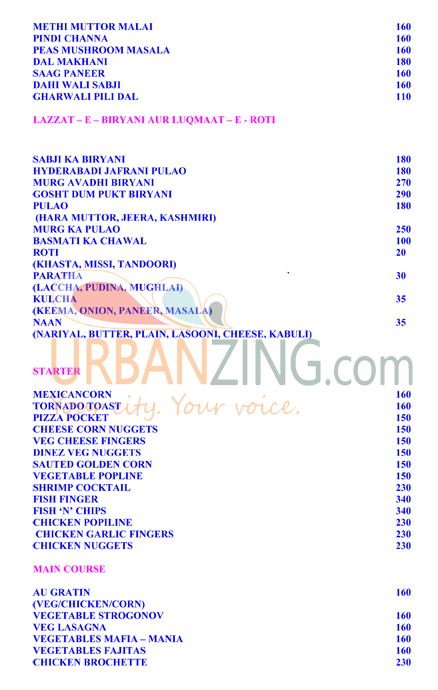 METHI MUTTOR MALAI 160
PINDI CHANNA 160
PEAS MUSHROOM MASALA 160
DAL MAKHANI 180
SAAG PANEER 160
DAHI WALI SABJI 160
GHARWALI PILI DAL 110
LAZZAT – E – BIRYANI AUR LUQMAAT – E - ROTI
SABJI KA BIRYANI 180
HYDERABADI JAFRANI PULAO 180
MURG AVADHI BIRYANI 270
GOSHT DUM PUKT BIRYANI 290
PULAO 180
(HARA MUTTOR, JEERA, KASHMIRI)
MURG KA PULAO 250
BASMATI KA CHAWAL 100
ROTI 20
(KHASTA, MISSI, TANDOORI)
PARATHA 30
(LACCHA, PUDINA, MUGHLAI)
KULCHA 35
(KEEMA, ONION, PANEER, MASALA)
NAAN 35
(NARIYAL, BUTTER, PLAIN, LASOONI, CHEESE, KABULI)
URBANZING.com
STARTER
MEXICANCORN 160
TORNADO TOAST 160
city. Your voice.
PIZZA POCKET 150
CHEESE CORN NUGGETS 150
VEG CHEESE FINGERS 150
DINEZ VEG NUGGETS 150
SAUTED GOLDEN CORN 150
VEGETABLE POPLINE 150
SHRIMP COCKTAIL 230
FISH FINGER 340
FISH ‘N’ CHIPS 340
CHICKEN POPILINE 230
CHICKEN GARLIC FINGERS 230
CHICKEN NUGGETS 230
MAIN COURSE
AU GRATIN 160
(VEG/CHICKEN/CORN)
VEGETABLE STROGONOV 160
VEG LASAGNA 160
VEGETABLES MAFIA – MANIA 160
VEGETABLES FAJITAS 160
CHICKEN BROCHETTE 230